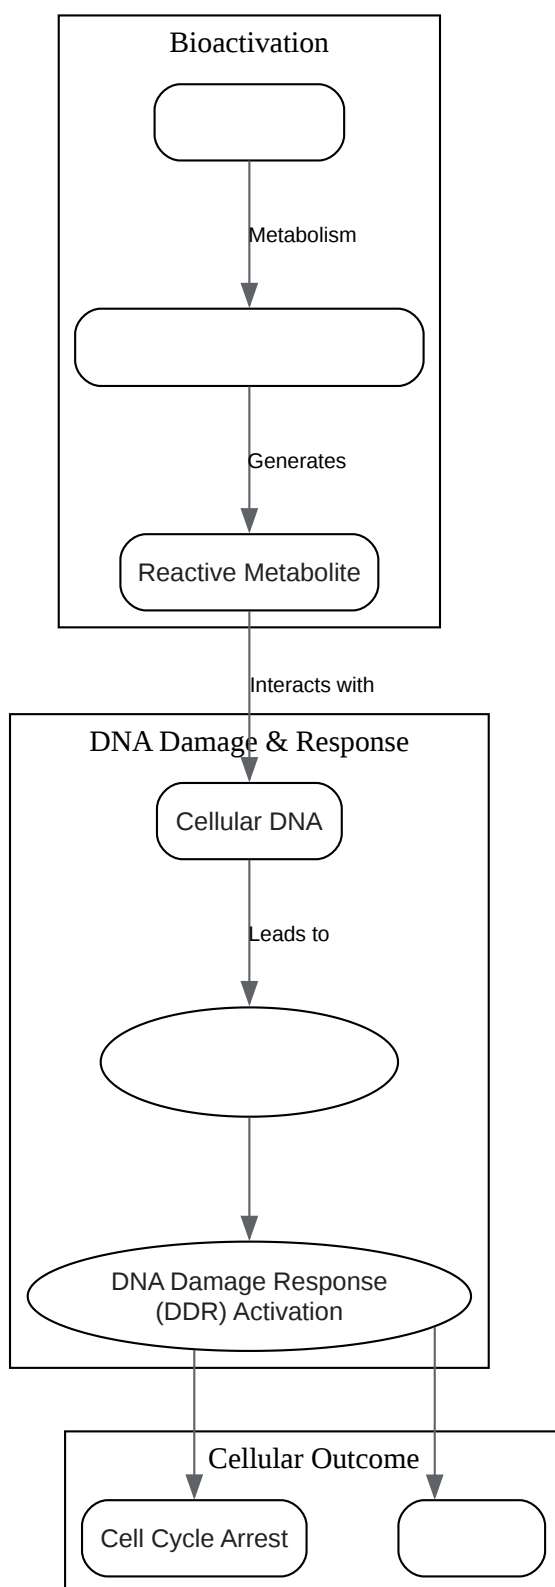 Bioactivation
Metabolism
Generates
Reactive Metabolite
Interacts with
DNA Damage & Response
Cellular DNA
Leads to
DNA Damage Response
(DDR) Activation
Cellular Outcome
Cell Cycle Arrest